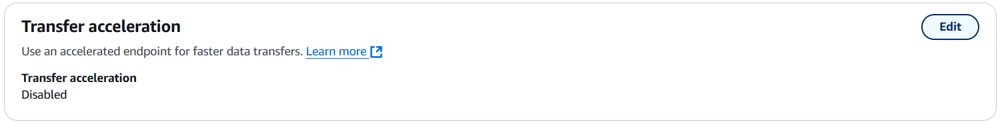 Transfer acceleration
Edit
Use an accelerated endpoint for faster data transfers. Learn more
Transfer acceleration
Disabled